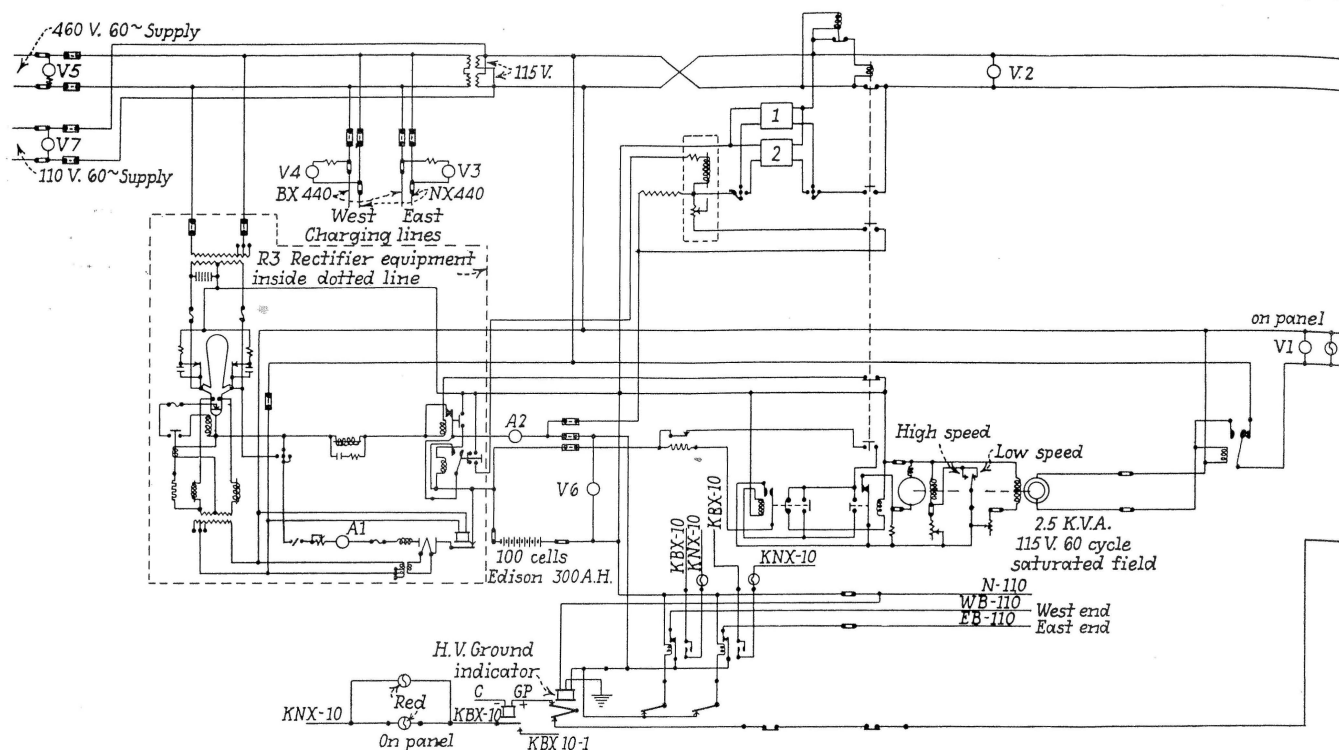 460 V. 60~ Supply
V5
115 V.
V.2
V7
110 V. 60~ Supply
1
2
V4
V3
BX 440
NX440
West
East
Charging lines
R3 Rectifier equipment
inside dotted line
on panel
V1
A2
High speed
Low speed
V6
KBX-10
KBX-10
KNX-10
KNX-10
A1
100 cells
Edison 300 A.H.
2.5 K.V.A.
115 V. 60 cycle
saturated field
N-110
WB-110
West end
EB-110
East end
H.V. Ground
indicator
C
GP
- +
Red
KNX-10
KBX-10
On panel
KBX 10-1